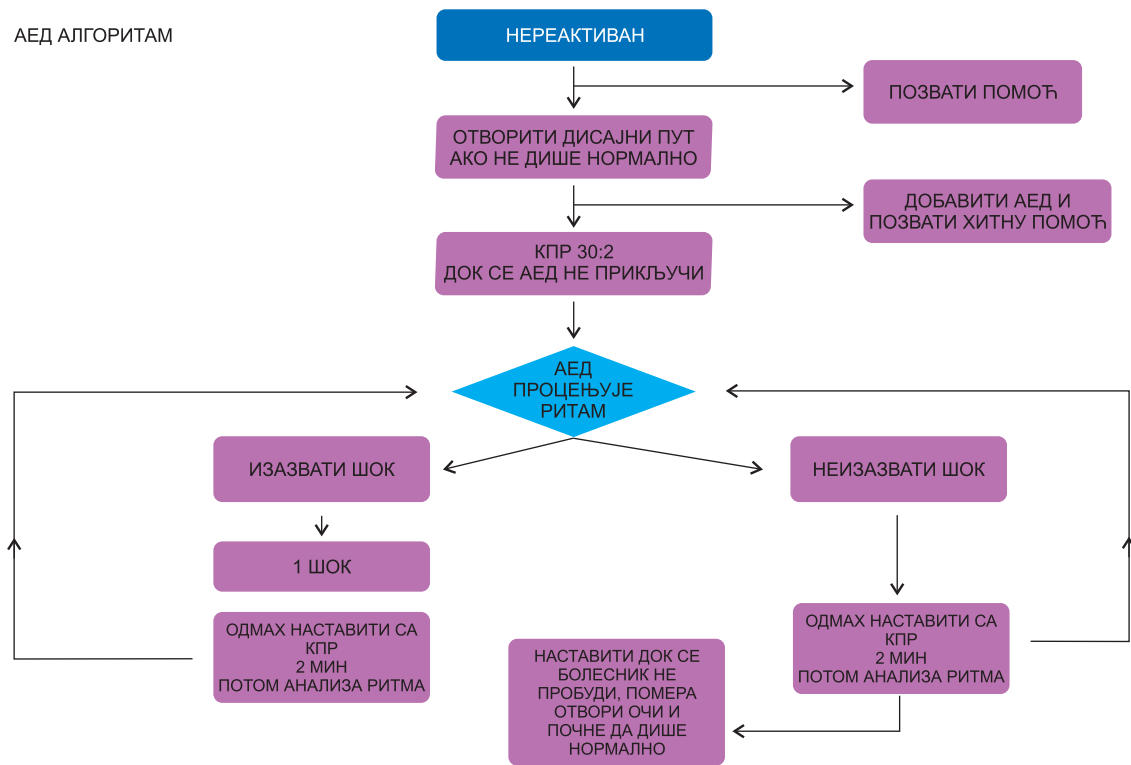 АЕД АЛГОРИТАМ
НЕРЕАКТИВАН
ПОЗВАТИ ПОМОЋ
ОТВОРИТИ ДИСАЈНИ ПУТ
АКО НЕ ДИШЕ НОРМАЛНО
ДОБАВИТИ АЕД И
ПОЗВАТИ ХИТНУ ПОМОЋ
КПР 30:2
ДОК СЕ АЕД НЕ ПРИКЉУЧИ
АЕД
ПРОЦЕЊУЈЕ
РИТАМ
ИЗАЗВАТИ ШОК
НЕИЗАЗВАТИ ШОК
1 ШОК
ОДМАХ НАСТАВИТИ СА
КПР
2 МИН
ПОТОМ АНАЛИЗА РИТМА
ОДМАХ НАСТАВИТИ СА
КПР
2 МИН
ПОТОМ АНАЛИЗА РИТМА
НАСТАВИТИ ДОК СЕ
БОЛЕСНИК НЕ
ПРОБУДИ, ПОМЕРА
ОТВОРИ ОЧИ И
ПОЧНЕ ДА ДИШЕ
НОРМАЛНО